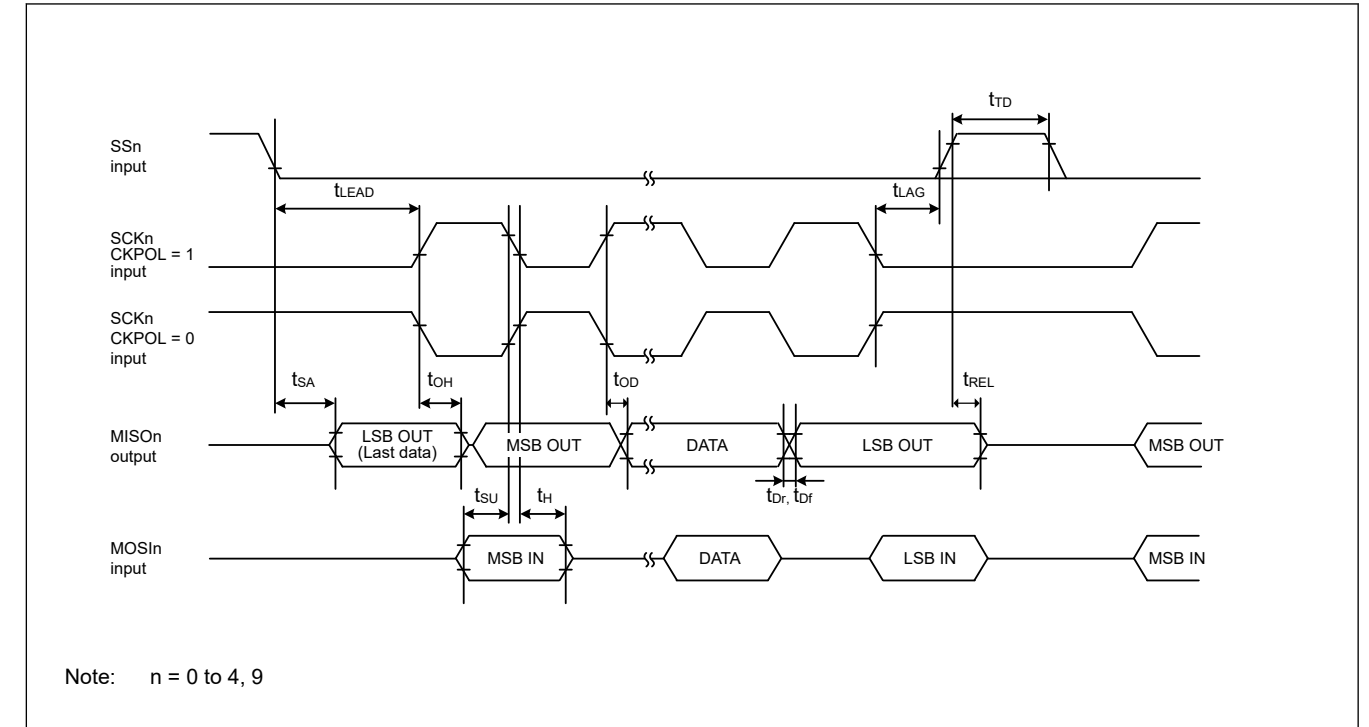 tTD
SSn
input
tLEAD
tLAG
SCKn
CKPOL = 1
input
SCKn
CKPOL = 0
input
tSA
tOH
tOD
tREL
MISOn
output
LSB OUT
(Last data)
MSB OUT
DATA
LSB OUT
MSB OUT
tSU
tH
tDr, tDf
MOSIn
input
MSB IN
DATA
LSB IN
MSB IN
Note: n = 0 to 4, 9